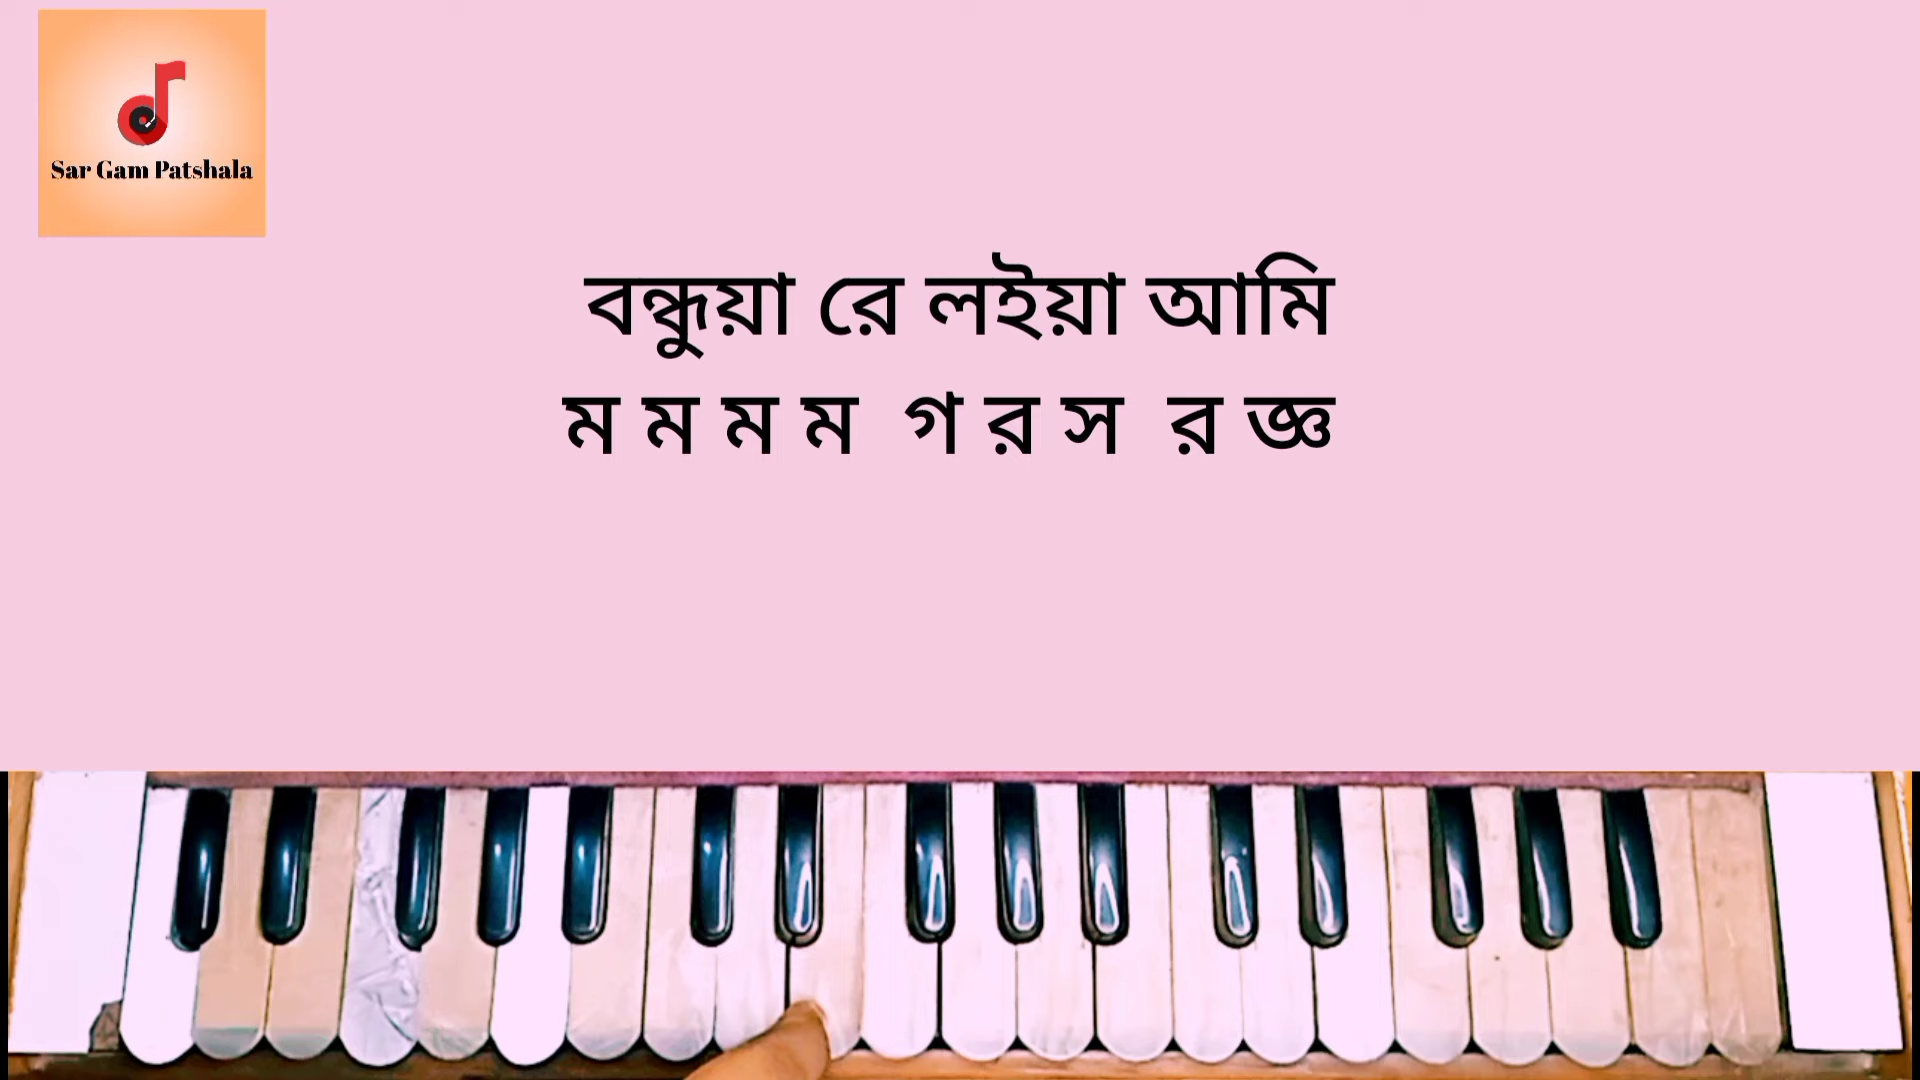 Sar Gam Patshala
বন্ধুয়া রে লইয়া আমি
ম ম ম ম গ র স র জ্ঞ